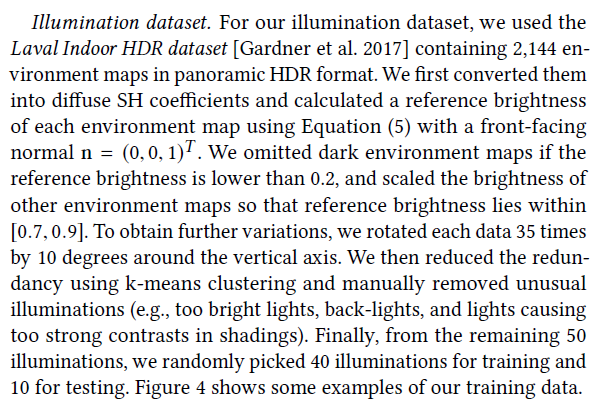 Illumination dataset. For our illumination dataset, we used the
Laval Indoor HDR dataset [Gardner et al. 2017] containing 2,144 en-
vironment maps in panoramic HDR format. We first converted them
into diffuse SH coefficients and calculated a reference brightness
of each environment map using Equation (5) with a front-facing
normal n = (0, 0, 1)^T. We omitted dark environment maps if the
reference brightness is lower than 0.2, and scaled the brightness of
other environment maps so that reference brightness lies within
[0.7, 0.9]. To obtain further variations, we rotated each data 35 times
by 10 degrees around the vertical axis. We then reduced the redun-
dancy using k-means clustering and manually removed unusual
illuminations (e.g., too bright lights, back-lights, and lights causing
too strong contrasts in shadings). Finally, from the remaining 50
illuminations, we randomly picked 40 illuminations for training and
10 for testing. Figure 4 shows some examples of our training data.